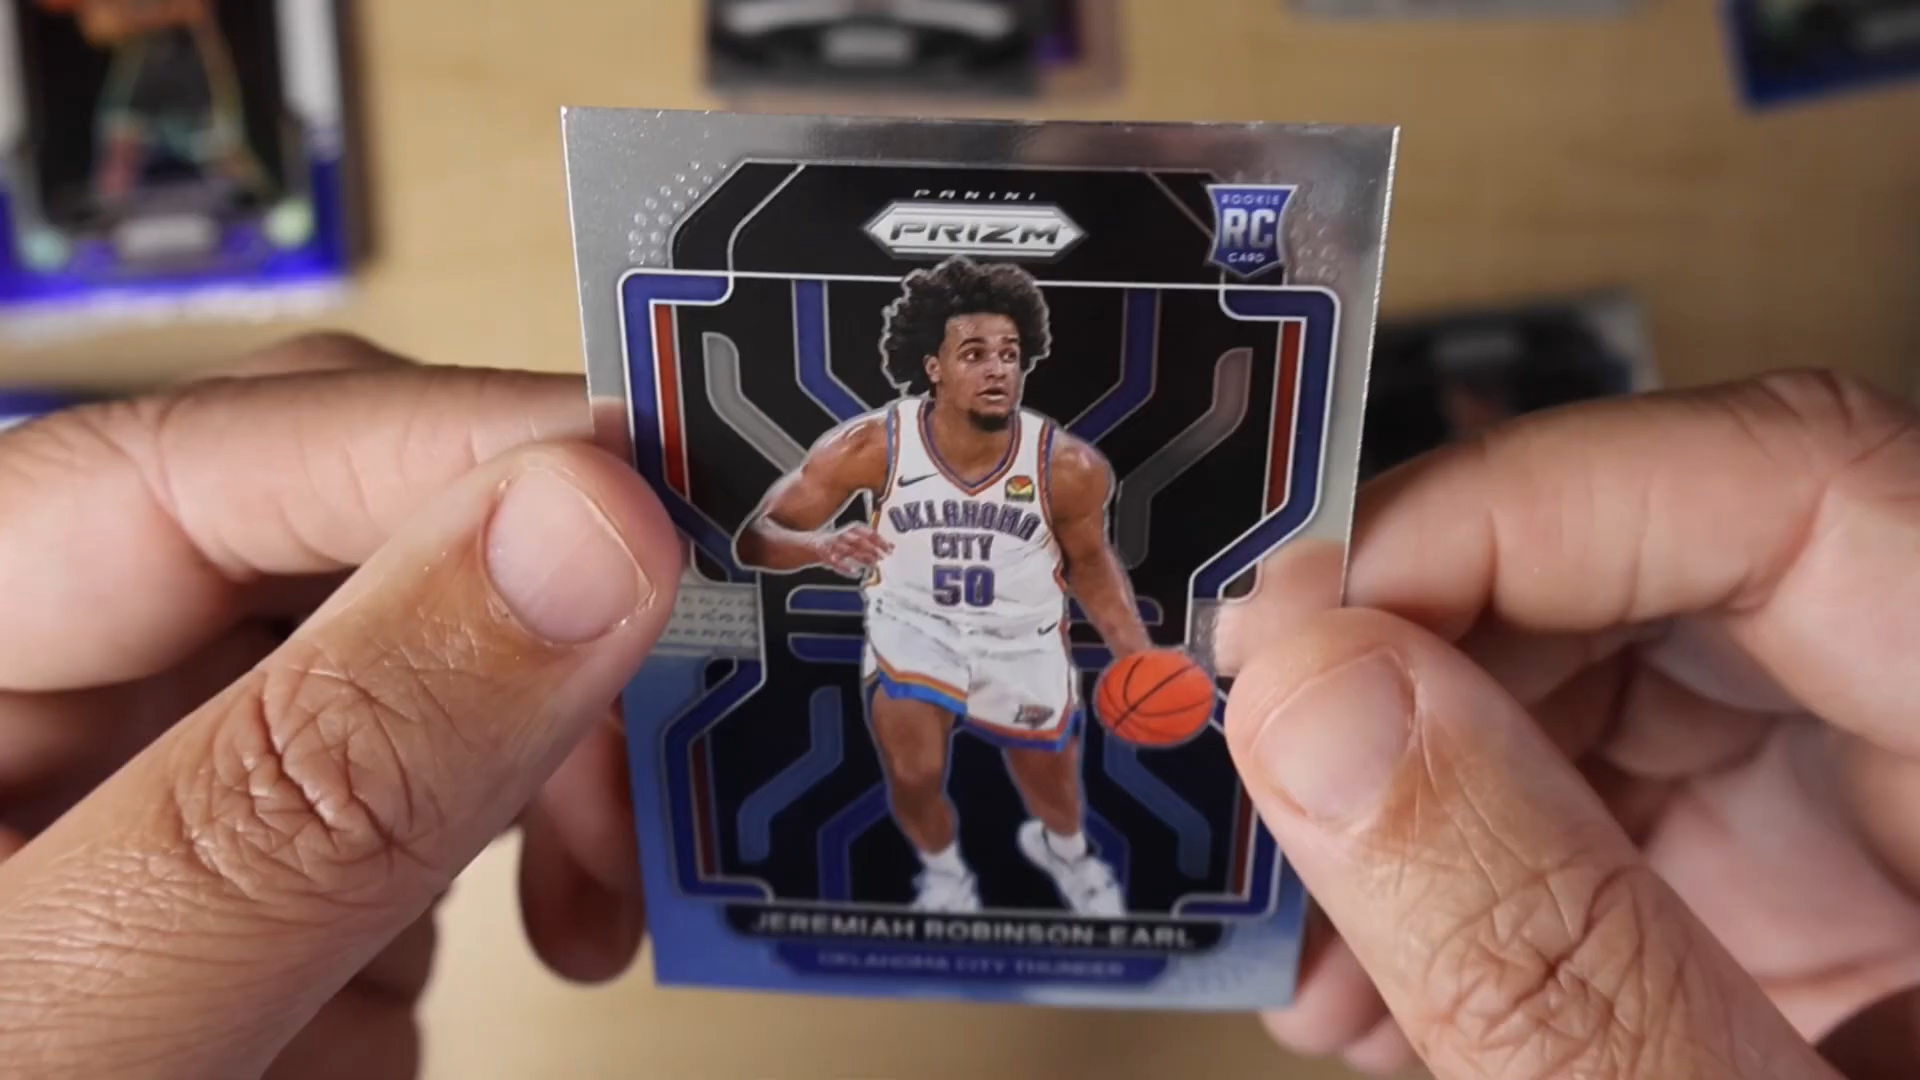 PANINI
PRIZM
ROOKIE
RC
CARD
OKLAHOMA
CITY
50
JEREMIAH ROBINSON-EARL
OKLAHOMA CITY THUNDER